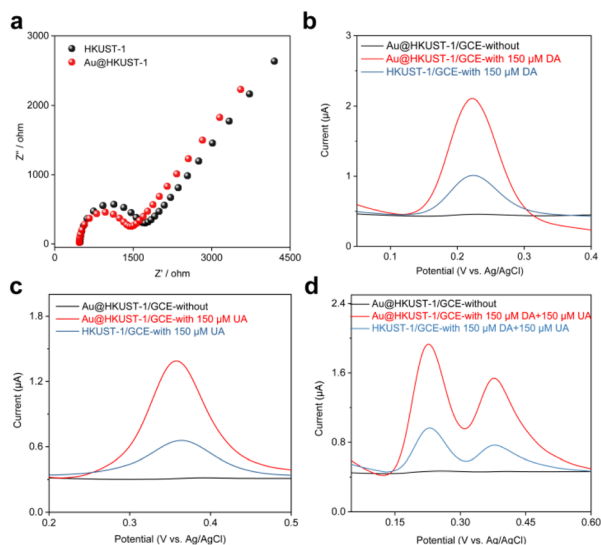 a
HKUST-1
Au@HKUST-1
Z'' / ohm
3000
2000
1000
0
0
1500
3000
4500
Z' / ohm
b
Au@HKUST-1/GCE-without
Au@HKUST-1/GCE-with 150 μM DA
HKUST-1/GCE-with 150 μM DA
Current (μA)
3
2
1
0
0.1
0.2
0.3
0.4
Potential (V vs. Ag/AgCl)
c
Au@HKUST-1/GCE-without
Au@HKUST-1/GCE-with 150 μM UA
HKUST-1/GCE-with 150 μM UA
Current (μA)
1.8
1.2
0.6
0.0
0.2
0.3
0.4
0.5
Potential (V vs. Ag/AgCl)
d
Au@HKUST-1/GCE-without
Au@HKUST-1/GCE-with 150 μM DA+150 μM UA
HKUST-1/GCE-with 150 μM DA+150 μM UA
Current (μA)
2.4
1.6
0.8
0.0
0.15
0.30
0.45
0.60
Potential (V vs. Ag/AgCl)